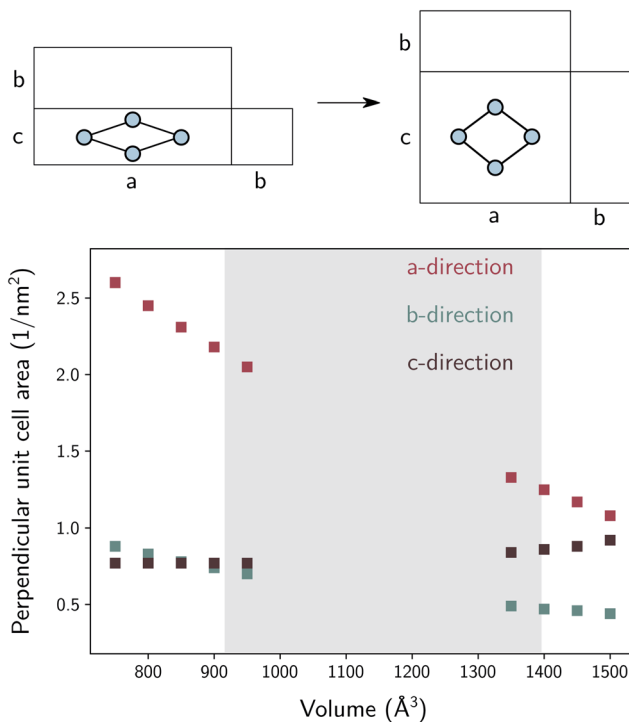 b
c
a
b
b
c
a
b
Perpendicular unit cell area (1/nm²)
2.5
2.0
1.5
1.0
0.5
a-direction
b-direction
c-direction
800
900
1000
1100
1200
1300
1400
1500
Volume (Å³)